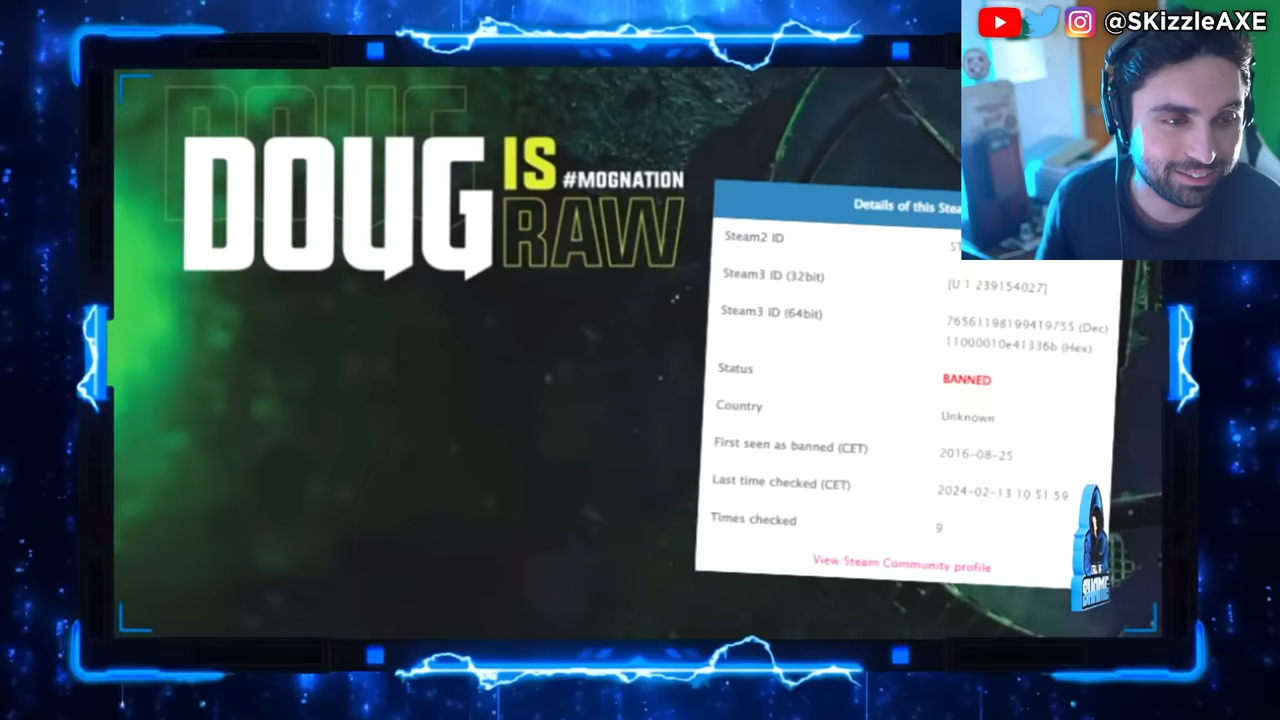 @SKizzleAXE
DOUG
DOUG IS #MOGNATION
RAW
Details of this
Steam2 ID
Steam3 ID (32bit) [U 1 239154027]
Steam3 ID (64bit) 76561198199419755 (Dec)
11000010e41336b (Hex)
Status BANNED
Country Unknown
First seen as banned (CET) 2016-08-25
Last time checked (CET) 2024-02-13 10:51:59
Times checked 9
View Steam Community profile
SHAME